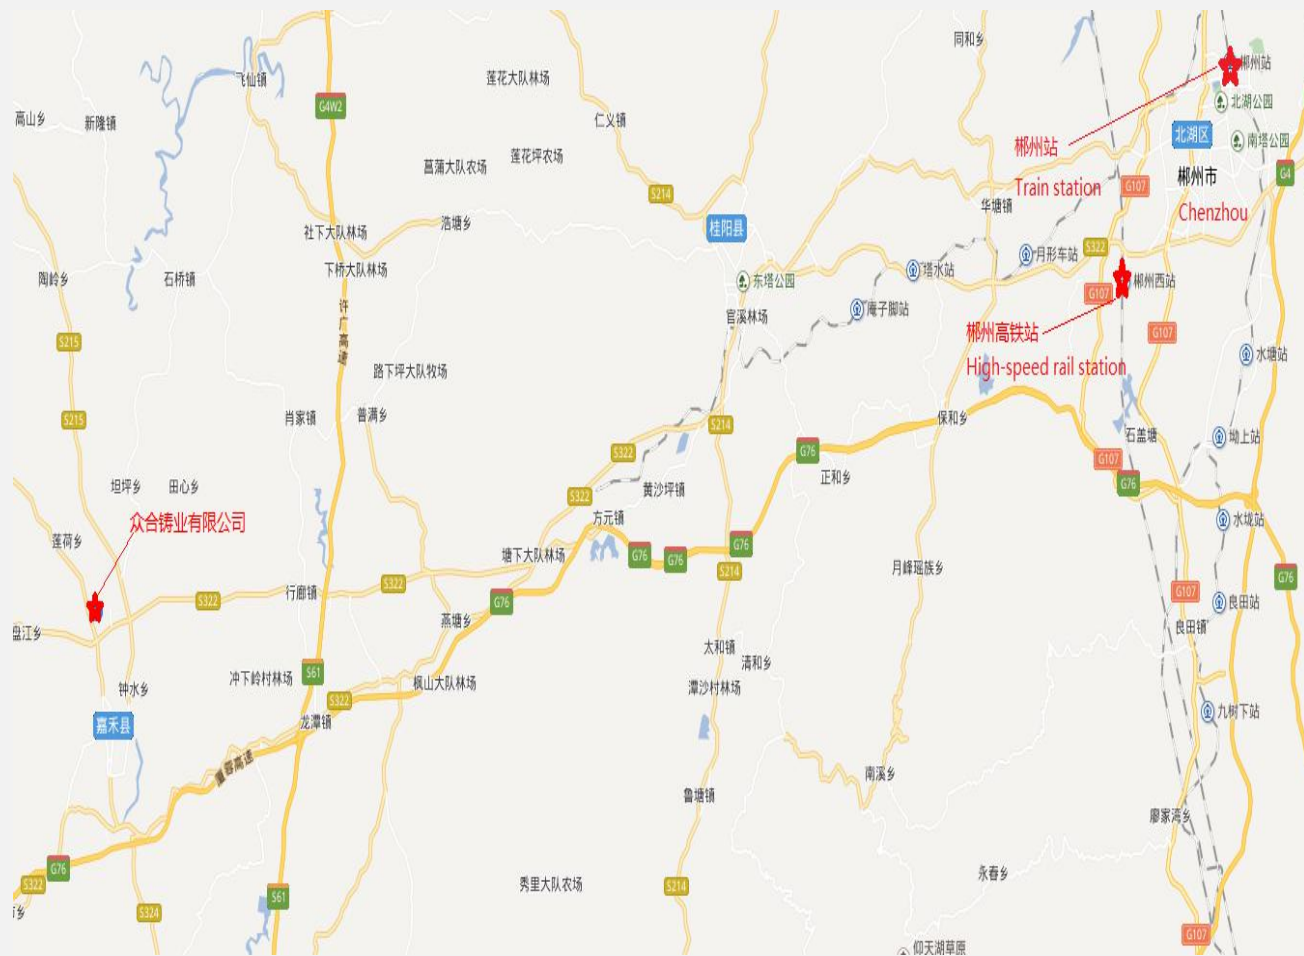 同和乡
郴州站
飞仙镇
莲花大队林场
G4W2
北湖公园
高山乡
新隆镇
仁义镇
北湖区
南塔公园
郴州站
莲花坪农场
菖蒲大队农场
G4
郴州市
Train station
G107
S214
华塘镇
Chenzhou
浩塘乡
桂阳县
社下大队林场
S322
月形车站
下桥大队林场
塔水站
陶岭乡
石桥镇
东塔公园
郴州西站
G107
庵子脚站
官溪林场
许广高速
郴州高铁站
G107
S215
水塘站
High-speed rail station
路下坪大队牧场
肖家镇
普满乡
保和乡
S215
S214
石盖塘
坳上站
S322
G76
G107
正和乡
G76
坦坪乡
田心乡
黄沙坪镇
S322
众合铸业有限公司
方元镇
水垅站
莲荷乡
塘下大队林场
G76
G76
G76
S214
月峰瑶族乡
G76
S322
行廊镇
S322
G76
G107
良田站
燕塘乡
盘江乡
良田镇
太和镇
清和乡
S61
冲下岭村林场
枫山大队林场
潭沙村林场
钟水乡
S322
嘉禾县
龙潭镇
九树下站
厦蓉高速
南溪乡
鲁塘镇
廖家湾乡
G76
S322
永春乡
秀里大队农场
S214
S61
乡
S324
G107
仰天湖草原